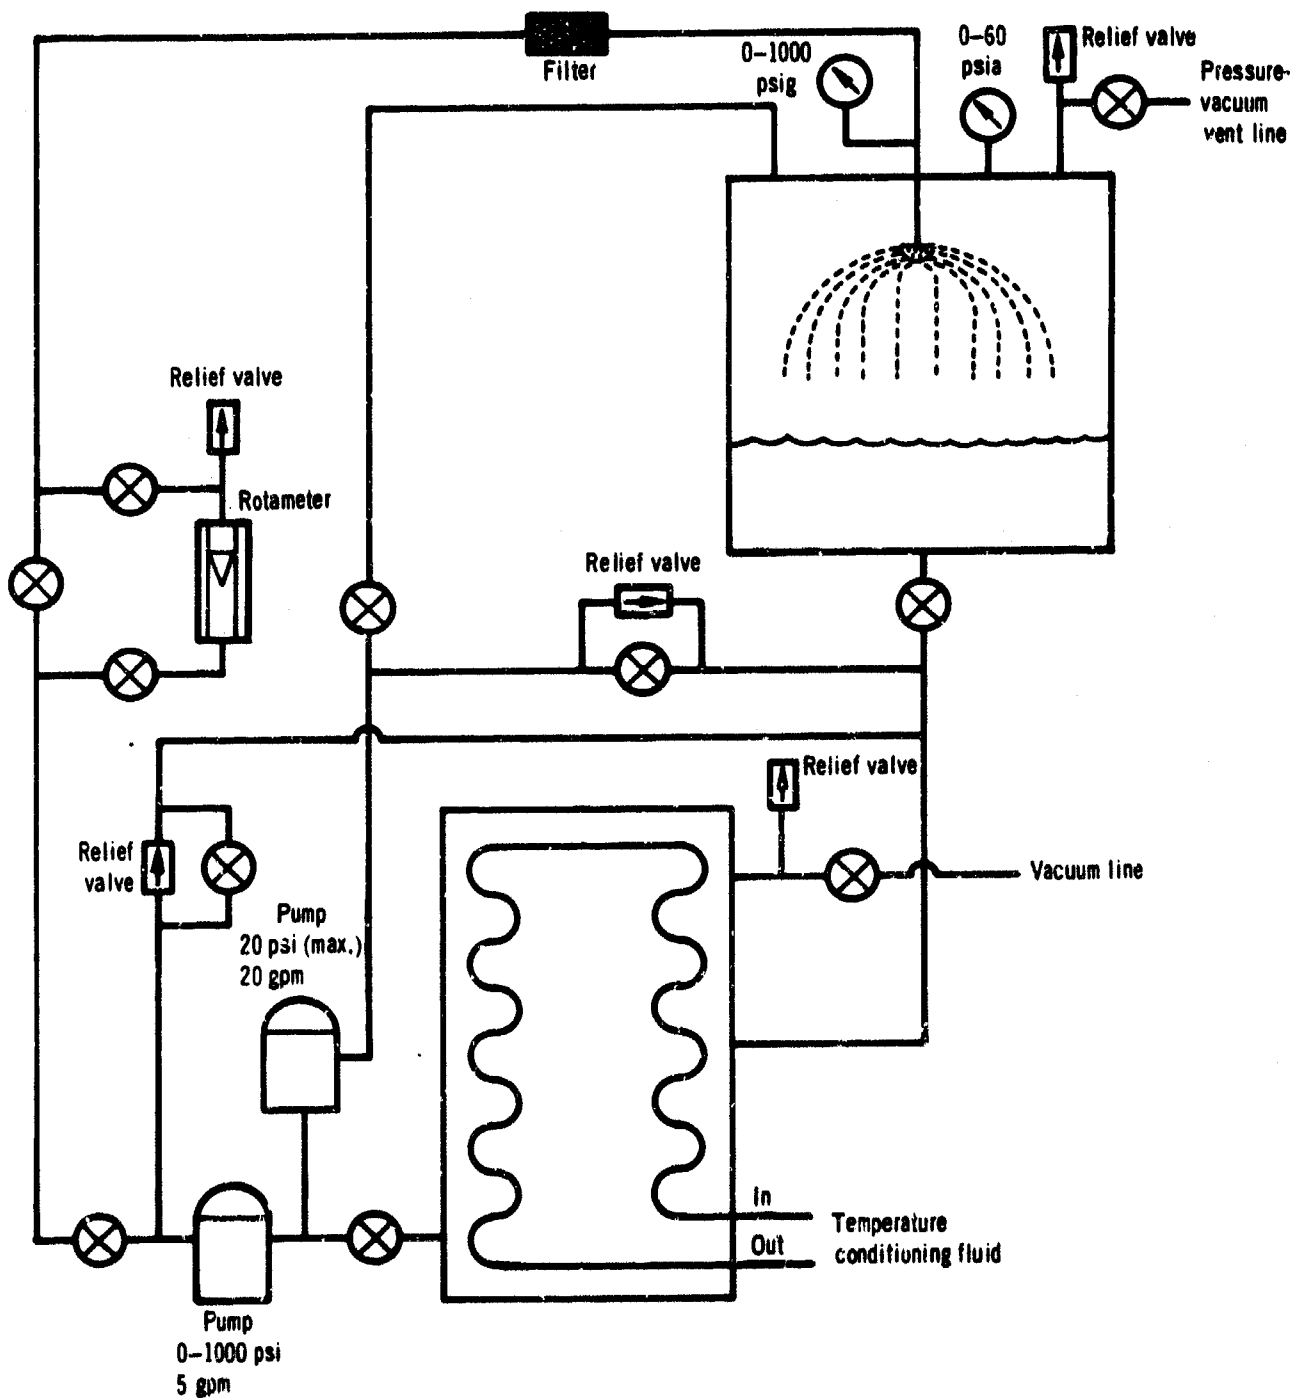 Filter
0–1000
psig
0–60
psia
Relief valve
Pressure-
vacuum
vent line
Relief valve
Rotameter
Relief valve
Relief valve
Relief
valve
Vacuum line
Pump
20 psi (max.)
20 gpm
In
Out
Temperature
conditioning fluid
Pump
0–1000 psi
5 gpm